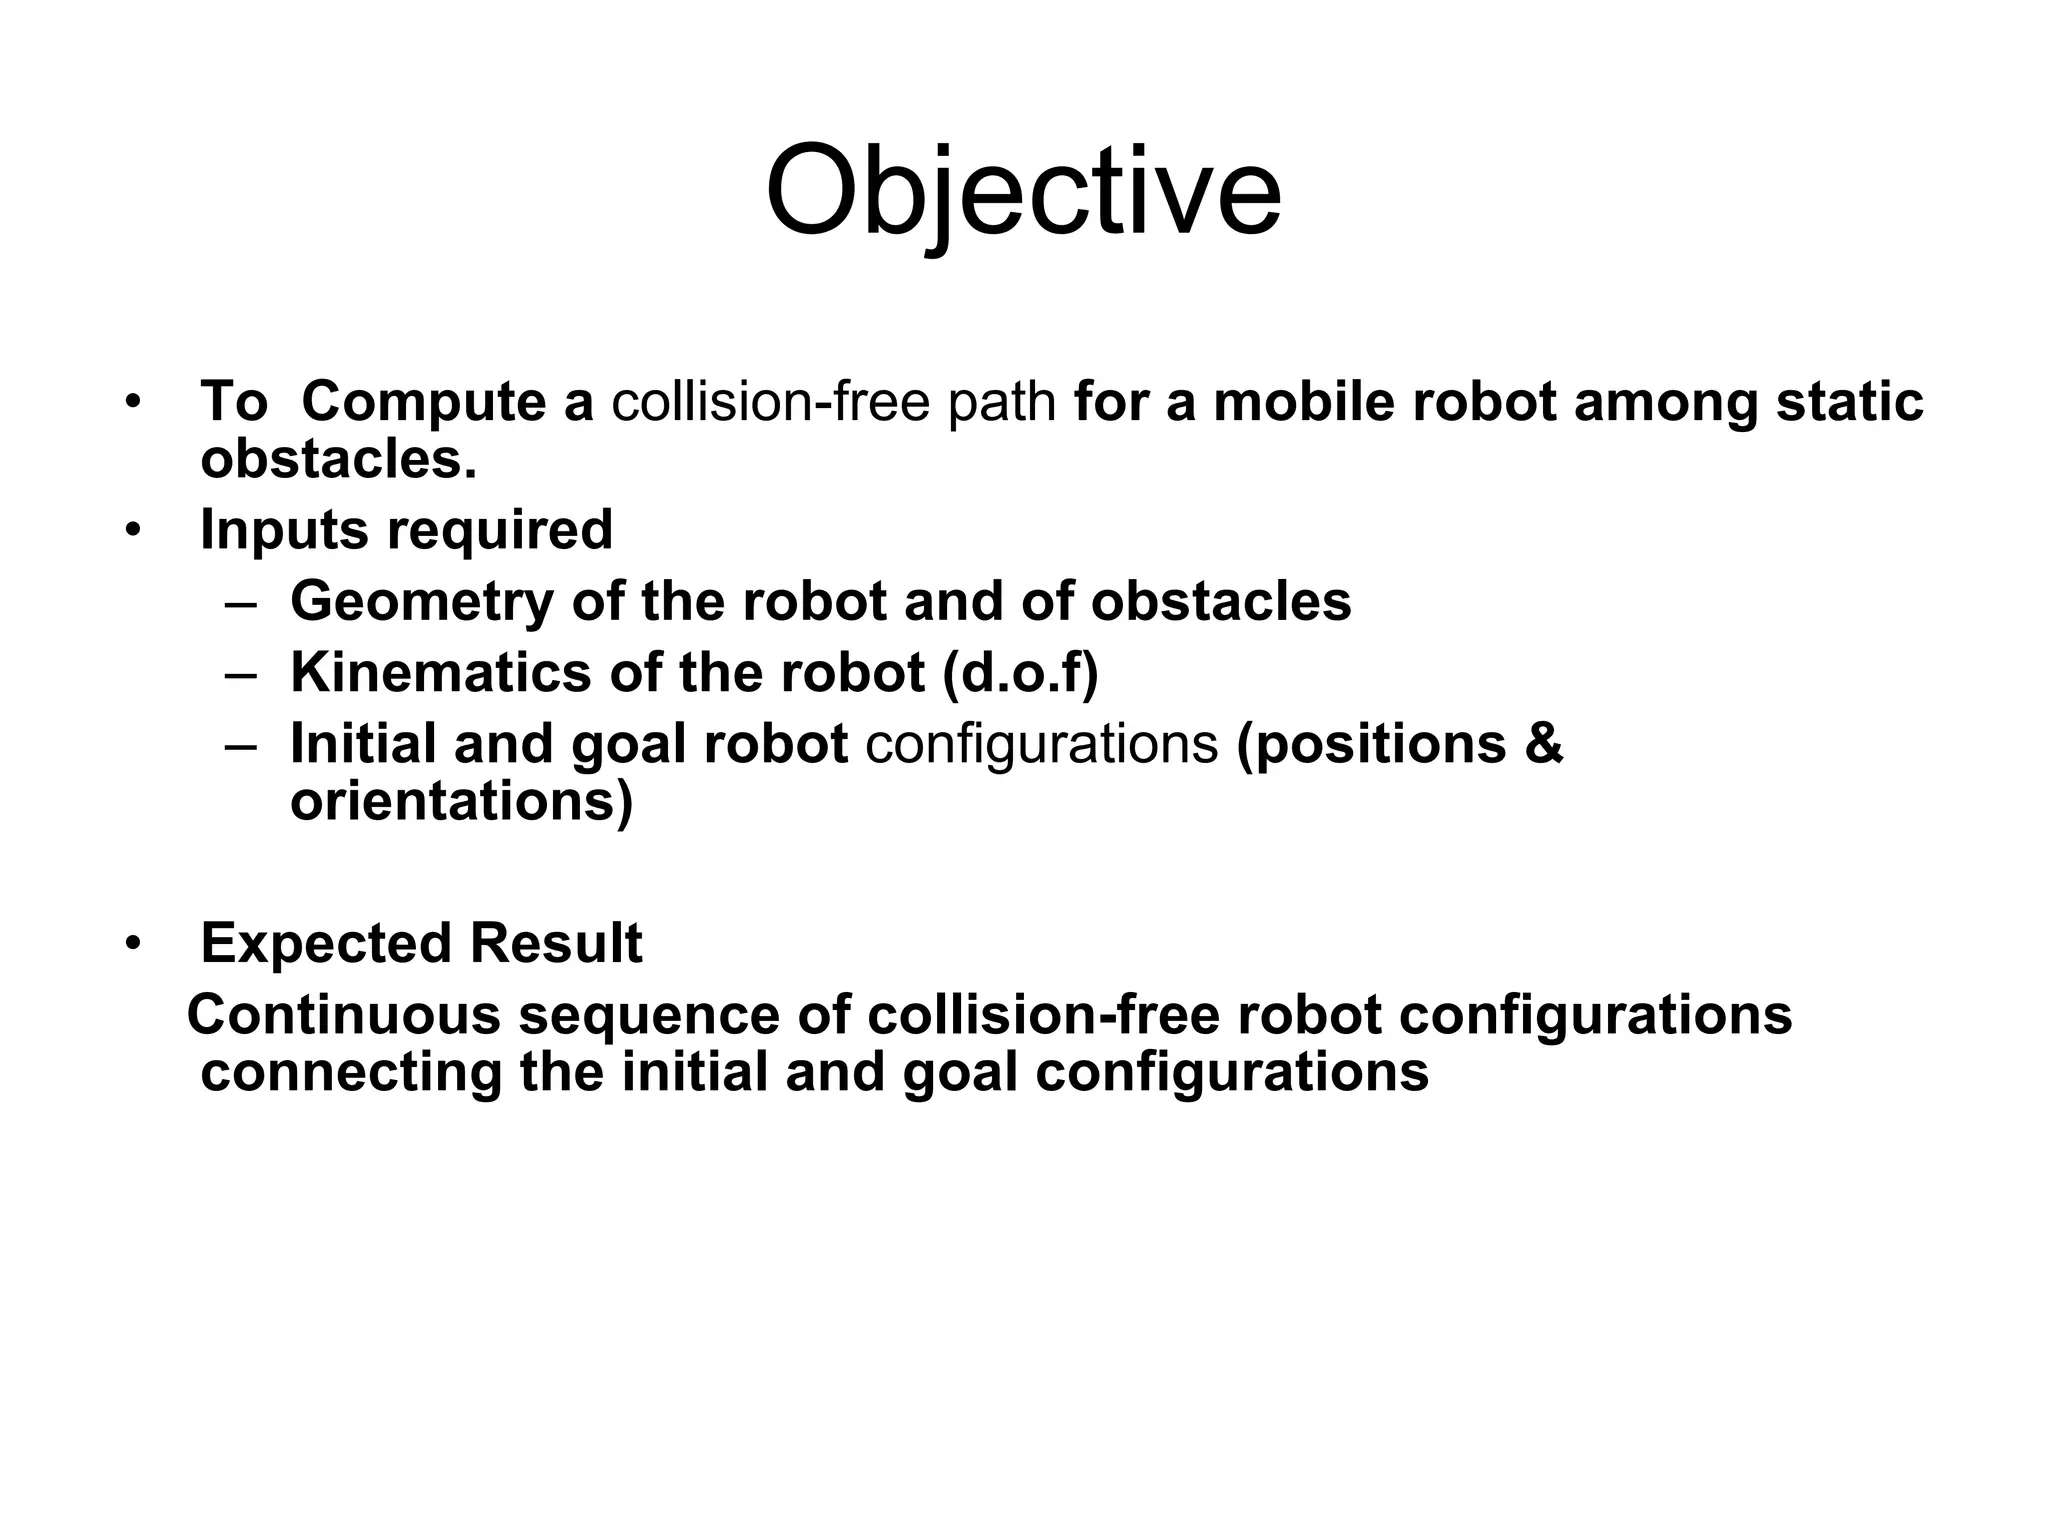 Objective
• To  Compute a collision-free path for a mobile robot among static
obstacles.
• Inputs required
– Geometry of the robot and of obstacles
– Kinematics of the robot (d.o.f)
– Initial and goal robot configurations (positions &
orientations)
• Expected Result
Continuous sequence of collision-free robot configurations
connecting the initial and goal configurations